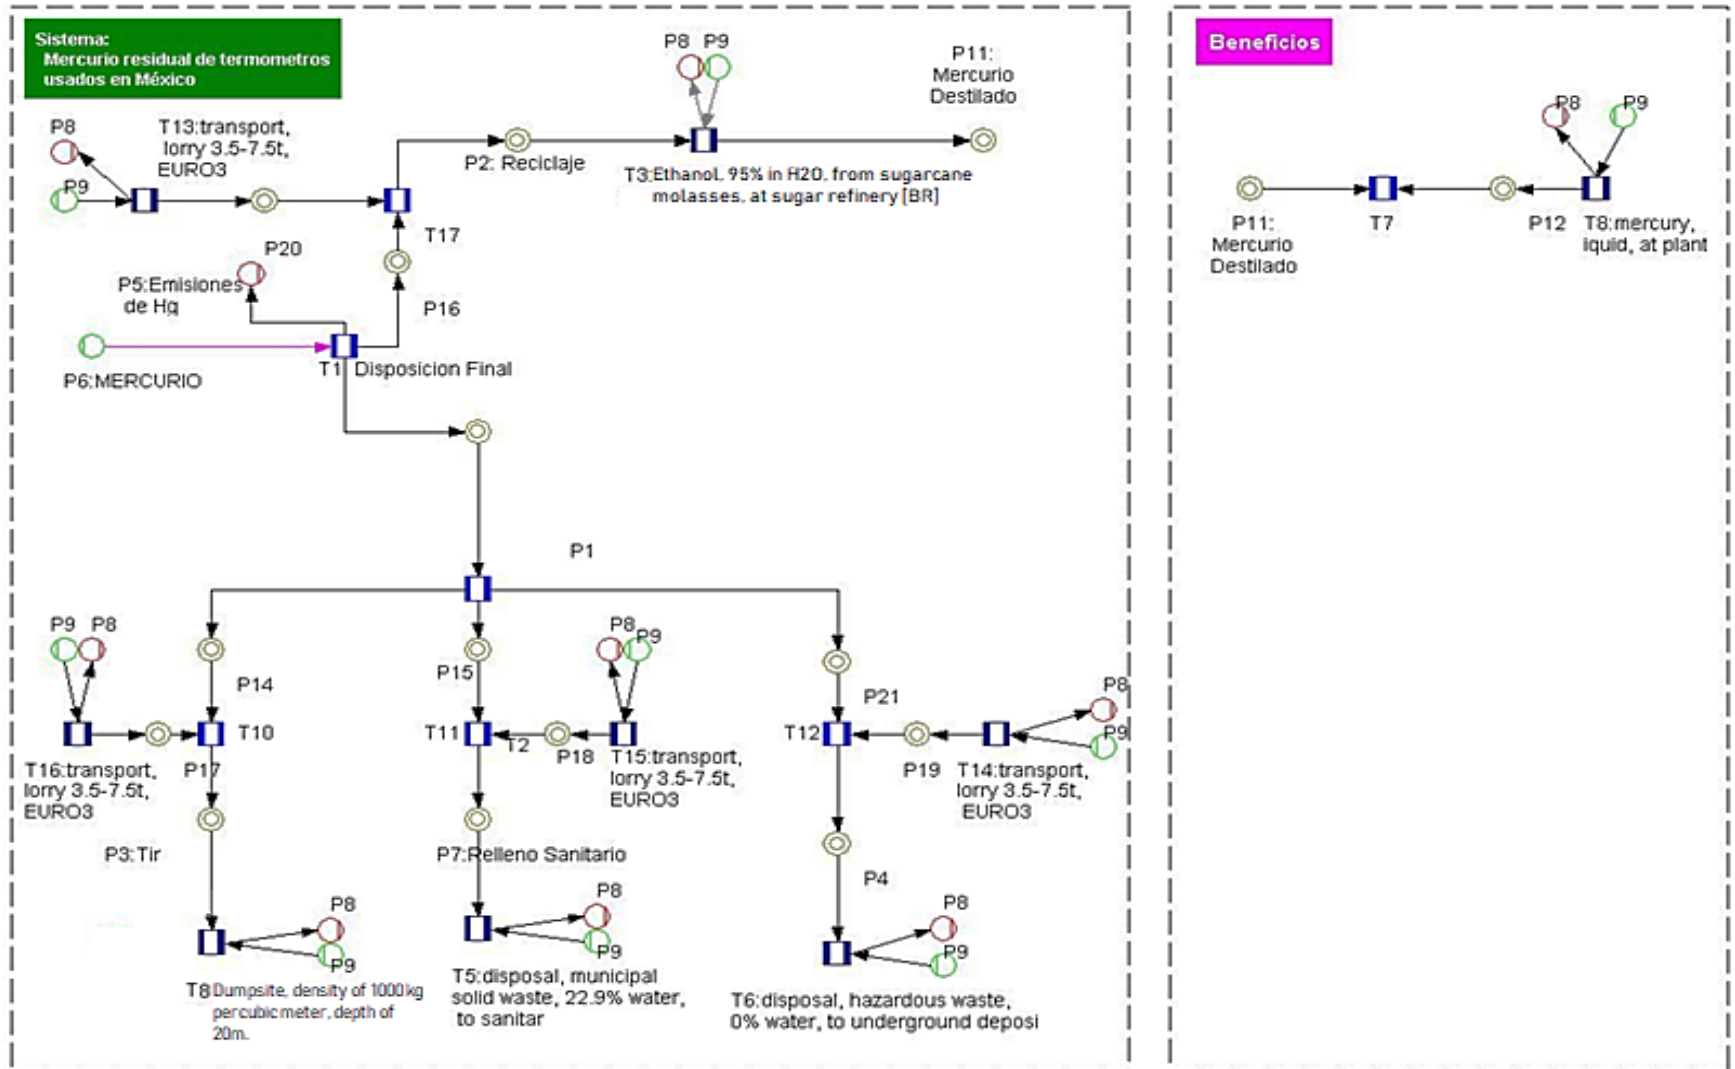 Sistema:
Mercurio residual de termometros
usados en México
P8
P9
T13:transport,
lorry 3.5-7.5t,
EURO3
P2: Reciclaje
P8
P9
T3:Ethanol, 95% in H2O, from sugarcane
molasses, at sugar refinery [BR]
P11:
Mercurio
Destilado
T17
P20
P5:Emisiones
de Hg
P16
P6:MERCURIO
T1 Disposicion Final
P1
P9
P8
P14
T10
T16:transport,
lorry 3.5-7.5t,
EURO3
P17
P3:Tir
P8
P9
T8 Dumpsite, density of 1000kg
per cubic meter, depth of
20m.
P15
P8
P9
T11
T2
P18
T15:transport,
lorry 3.5-7.5t,
EURO3
P7:Relleno Sanitario
P8
P9
T5:disposal, municipal
solid waste, 22.9% water,
to sanitar
P21
T12
P19
P8
P9
T14:transport,
lorry 3.5-7.5t,
EURO3
P4
P8
P9
T6:disposal, hazardous waste,
0% water, to underground deposi
Beneficios
P8
P9
P11:
Mercurio
Destilado
T7
P12
T8:mercury,
iquid, at plant